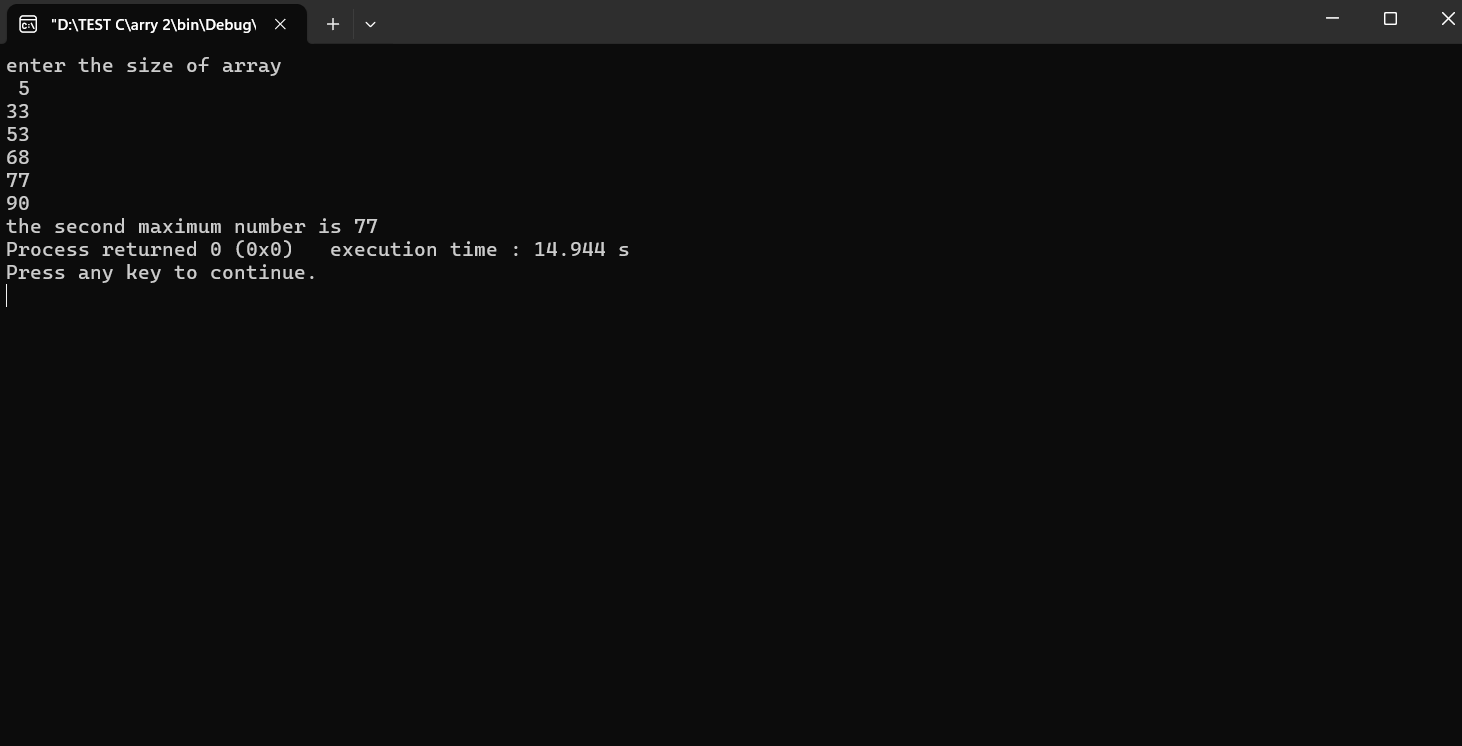 "D:\TEST C\arry 2\bin\Debug\
enter the size of array
 5
33
53
68
77
90
the second maximum number is 77
Process returned 0 (0x0)   execution time : 14.944 s
Press any key to continue.